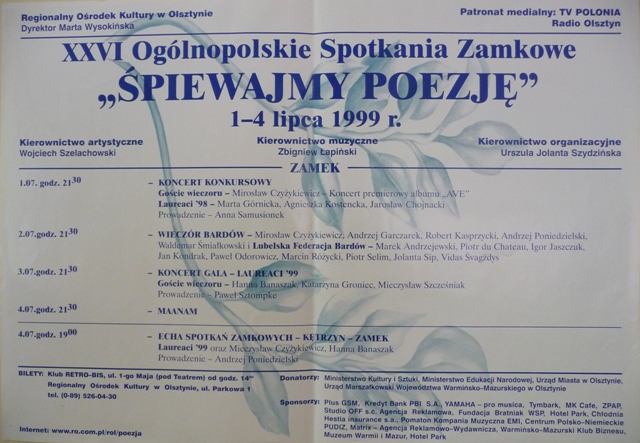 Regionalny Ośrodek Kultury w Olsztynie
Dyrektor Marta Wysokińska
Patronat medialny: TV POLONIA
Radio Olsztyn
XXVI Ogólnopolskie Spotkania Zamkowe
„ŚPIEWAJMY POEZJĘ”
1–4 lipca 1999 r.
Kierownictwo artystyczne
Wojciech Szelachowski
Kierownictwo muzyczne
Zbigniew Łapiński
Kierownictwo organizacyjne
Urszula Jolanta Szydzińska
ZAMEK
1.07. godz. 21³⁰ – KONCERT KONKURSOWY
Goście wieczoru – Mirosław Czyżykiewicz – Koncert premierowy albumu „AVE”
Laureaci '98 – Marta Górnicka, Agnieszka Kostencka, Jarosław Chojnacki
Prowadzenie – Anna Samusionek
2.07.godz. 21³⁰ – WIECZÓR BARDÓW – Mirosław Czyżykiewicz, Andrzej Garczarek, Robert Kasprzycki, Andrzej Poniedzielski,
Waldemar Śmiałkowski i Lubelska Federacja Bardów – Marek Andrzejewski, Piotr du Chateau, Igor Jaszczuk,
Jan Kondrak, Paweł Odorowicz, Marcin Różycki, Piotr Selim, Jolanta Sip, Vidas Svagždys
3.07.godz. 21³⁰ – KONCERT GALA – LAUREACI '99
Goście wieczoru – Hanna Banaszak, Katarzyna Groniec, Mieczysław Szcześniak
Prowadzenie – Paweł Sztompke
4.07.godz. 21³⁰ – MAANAM
4.07.godz. 19⁰⁰ – ECHA SPOTKAŃ ZAMKOWYCH – KĘTRZYN – ZAMEK
Laureaci '99 oraz Mieczysław Czyżykiewicz, Hanna Banaszak
Prowadzenie – Andrzej Poniedzielski
BILETY: Klub RETRO-BIS, ul. 1-go Maja (pod Teatrem) od godz. 14⁰⁰
Regionalny Ośrodek Kultury w Olsztynie, ul. Parkowa 1
tel. (0-89) 526-04-30
Internet: www.ru.com.pl/rol/poezja
Donatorzy: Ministerstwo Kultury i Sztuki, Ministerstwo Edukacji Narodowej, Urząd Miasta w Olsztynie,
Urząd Marszałkowski Województwa Warmińsko-Mazurskiego w Olsztynie
Sponsorzy: Plus GSM, Kredyt Bank PBI S.A., YAMAHA – pro musica, Tymbark, MK Cafe, ZPAP,
Studio OFF s.c. Agencja Reklamowa, Fundacja Bratniak WSP, Hotel Park, Chłodnia
Hestia insurance s.a., Pomaton Kompania Muzyczna EMI, Centrum Polsko-Niemieckie
PUDIZ, Matrix – Agencja Reklamowo-Wydawnicza, Warmińsko-Mazurski Klub Biznesu,
Muzeum Warmii i Mazur, Hotel Park